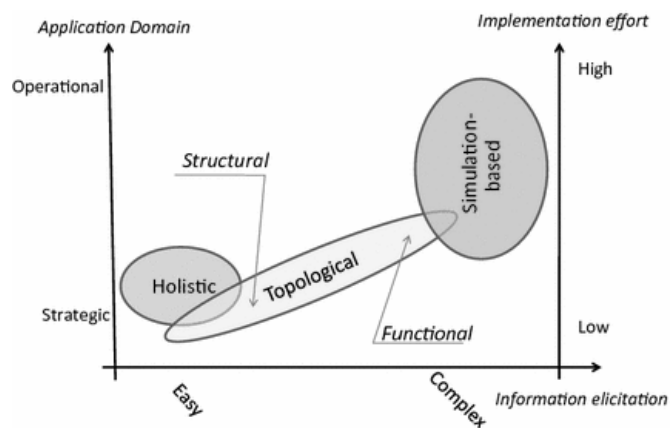 Application Domain
Implementation effort
Operational
High
Structural
Simulation-
based
Holistic
Topological
Strategic
Functional
Low
Easy
Complex
Information elicitation